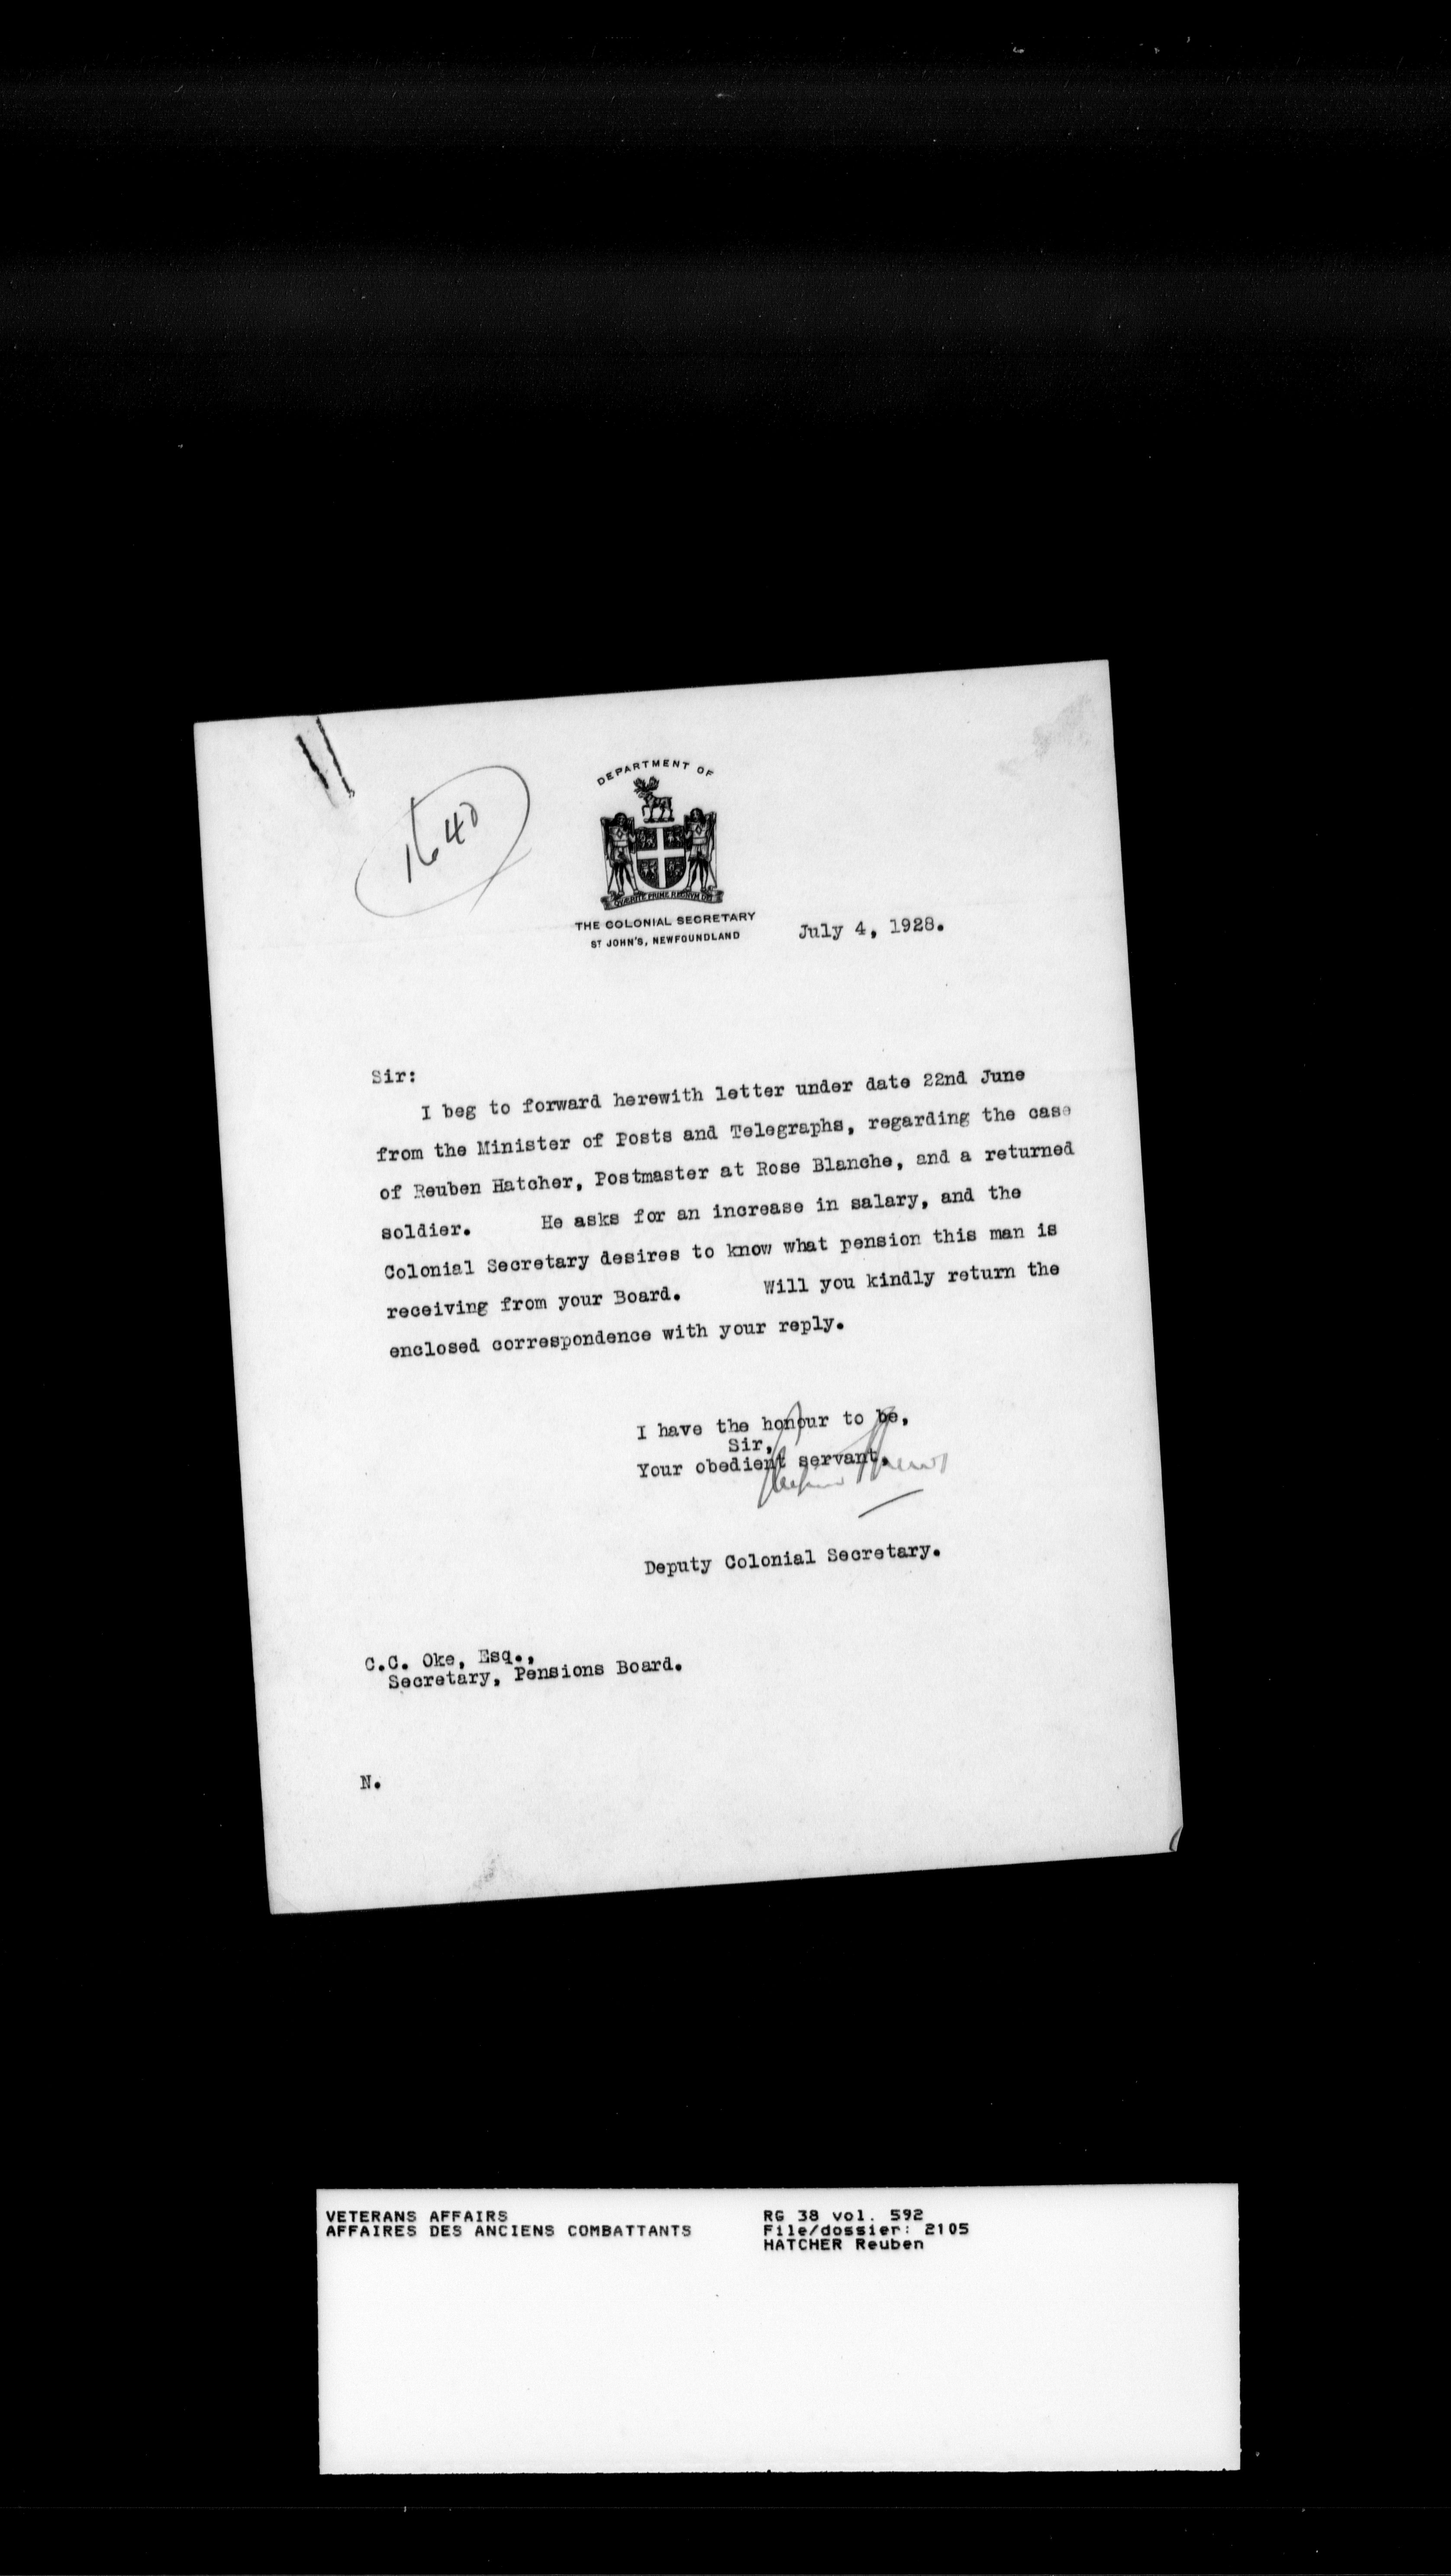 1640
DEPARTMENT OF
QUÆRITE PRIME REGNVM DEI
THE COLONIAL SECRETARY
ST JOHN'S, NEWFOUNDLAND
July 4, 1928.
Sir:
I beg to forward herewith letter under date 22nd June
from the Minister of Posts and Telegraphs, regarding the case
of Reuben Hatcher, Postmaster at Rose Blanche, and a returned
soldier. He asks for an increase in salary, and the
Colonial Secretary desires to know what pension this man is
receiving from your Board. Will you kindly return the
enclosed correspondence with your reply.
I have the honour to be,
Sir,
Your obedient servant,
Deputy Colonial Secretary.
C.C. Oke, Esq.,
Secretary, Pensions Board.
N.
VETERANS AFFAIRS
AFFAIRES DES ANCIENS COMBATTANTS
RG 38 vol. 592
File/dossier: 2105
HATCHER Reuben